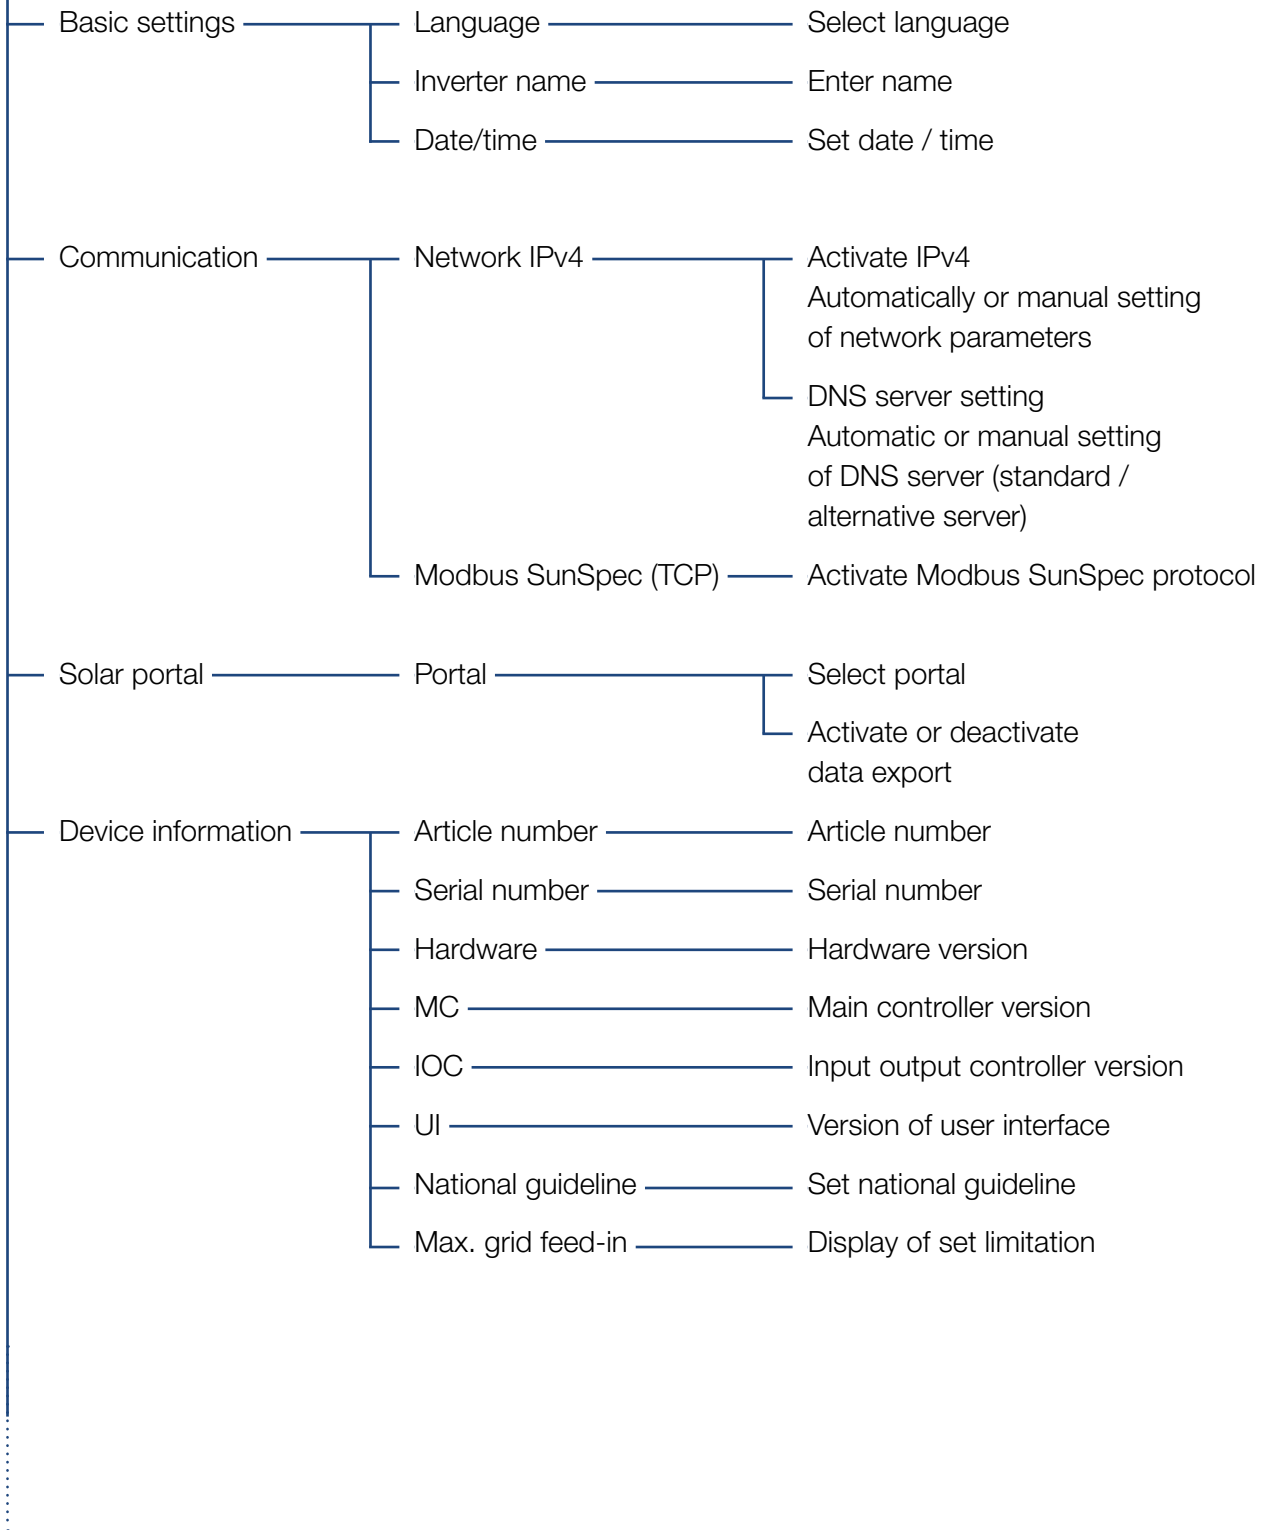 Basic settings Language Select language
Inverter name Enter name
Date/time Set date / time
Communication Network IPv4 Activate IPv4
Automatically or manual setting
of network parameters
DNS server setting
Automatic or manual setting
of DNS server (standard /
alternative server)
Modbus SunSpec (TCP) Activate Modbus SunSpec protocol
Solar portal Portal Select portal
Activate or deactivate
data export
Device information Article number Article number
Serial number Serial number
Hardware Hardware version
MC Main controller version
IOC Input output controller version
UI Version of user interface
National guideline Set national guideline
Max. grid feed-in Display of set limitation